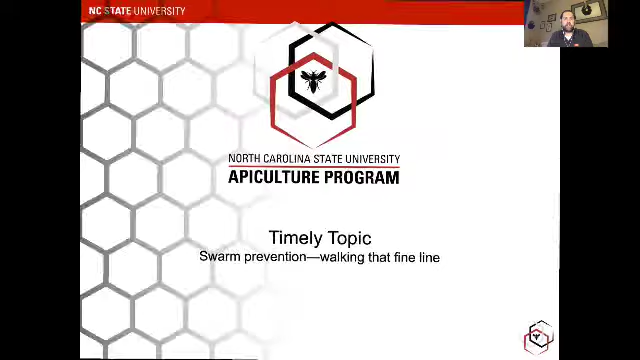 NC STATE UNIVERSITY
NORTH CAROLINA STATE UNIVERSITY
APICULTURE PROGRAM
Timely Topic
Swarm prevention—walking that fine line